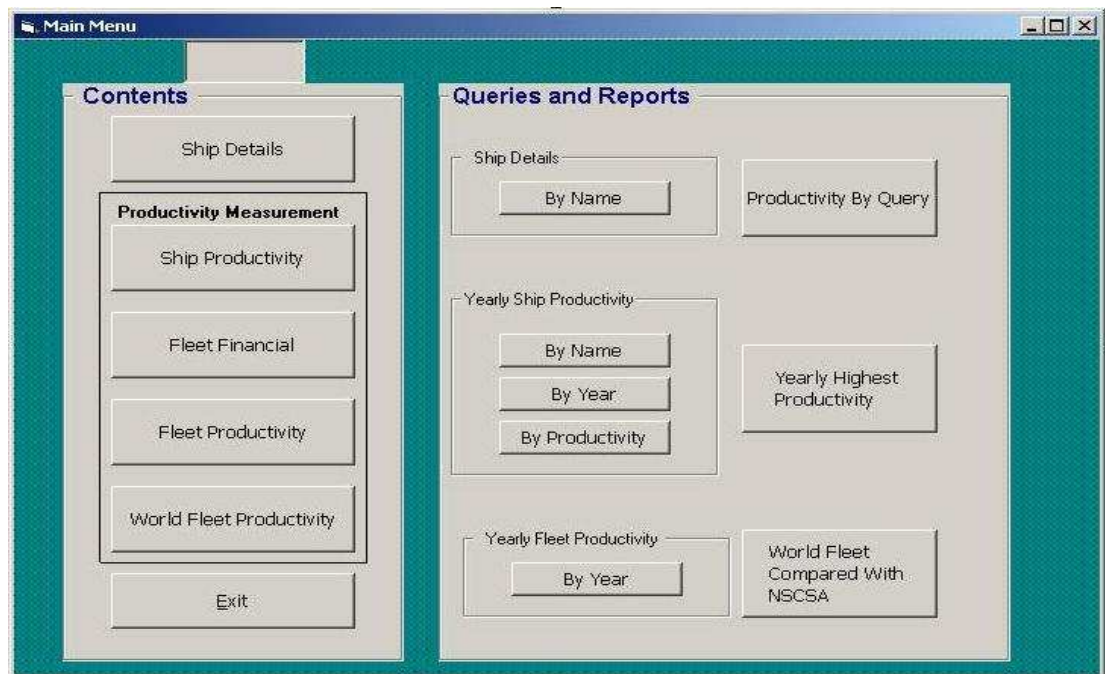 Main Menu
Contents
Ship Details
Productivity Measurement
Ship Productivity
Fleet Financial
Fleet Productivity
World Fleet Productivity
Exit
Queries and Reports
Ship Details
By Name
Productivity By Query
Yearly Ship Productivity
By Name
By Year
By Productivity
Yearly Highest
Productivity
Yearly Fleet Productivity
By Year
World Fleet
Compared With
NSCSA